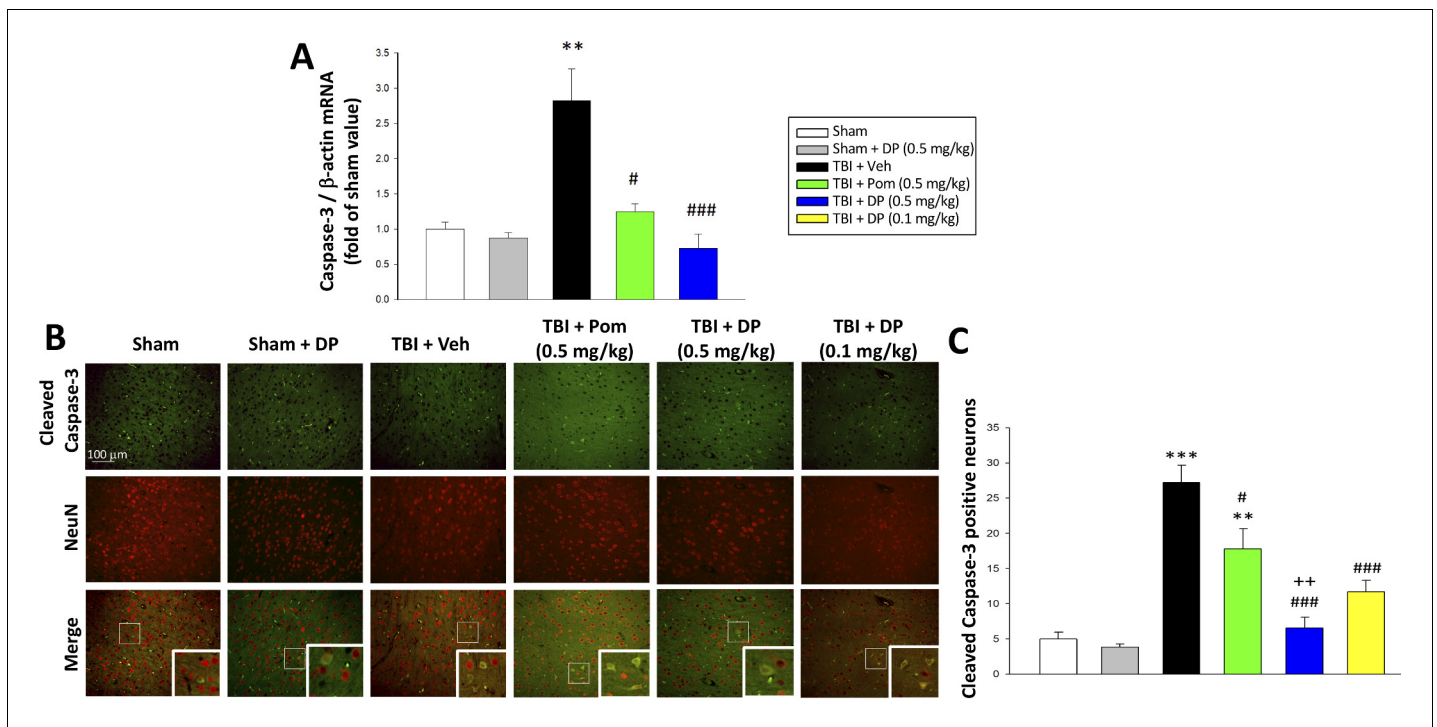 A
Caspase-3 / β-actin mRNA
(fold of sham value)
3.5
3.0
2.5
2.0
1.5
1.0
0.5
0.0
**
#
###
Sham
Sham + DP (0.5 mg/kg)
TBI + Veh
TBI + Pom (0.5 mg/kg)
TBI + DP (0.5 mg/kg)
TBI + DP (0.1 mg/kg)
B
Sham
Sham + DP
TBI + Veh
TBI + Pom
(0.5 mg/kg)
TBI + DP
(0.5 mg/kg)
TBI + DP
(0.1 mg/kg)
Cleaved
Caspase-3
100 μm
NeuN
Merge
C
Cleaved Caspase-3 positive neurons
35
30
25
20
15
10
5
0
***
#
**
++
###
###